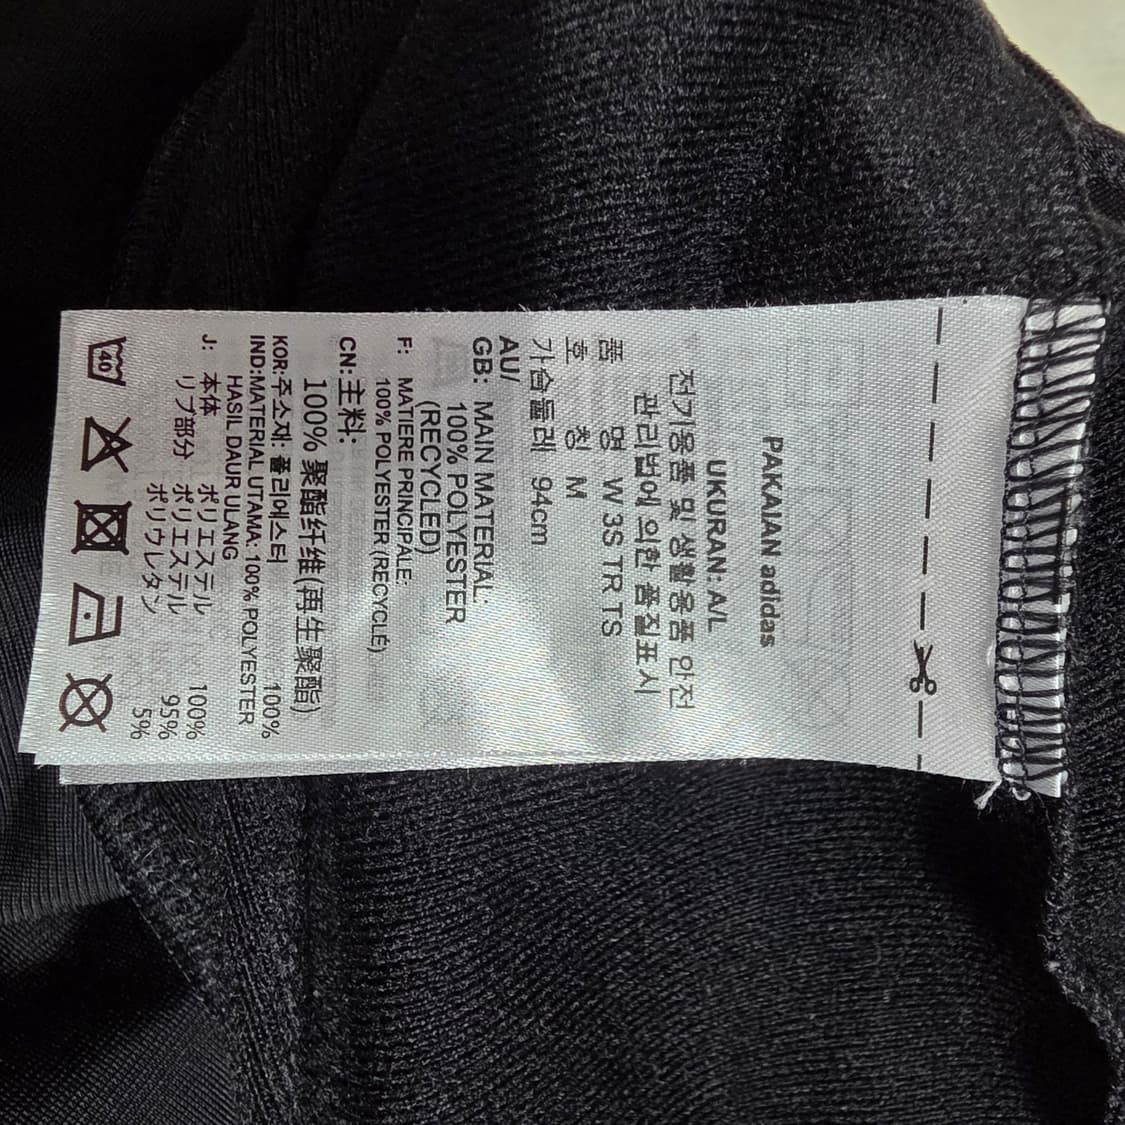 PAKAIAN adidas
UKURAN: A/L
전기용품 및 생활용품 안전
관리법에 의한 품질표시
품 명 W 3S TR TS
호 칭 M
가슴둘레 94cm
AU/
GB: MAIN MATERIAL:
100% POLYESTER
(RECYCLED)
F: MATIERE PRINCIPALE:
100% POLYESTER (RECYCLÉ)
CN:主料:
100% 聚酯纤维(再生聚酯)
KOR:주소재: 폴리에스터 100%
IND:MATERIAL UTAMA: 100% POLYESTER
HASIL DAUR ULANG
J: 本体 ポリエステル 100%
リブ部分 ポリエステル 95%
ポリウレタン 5%
40